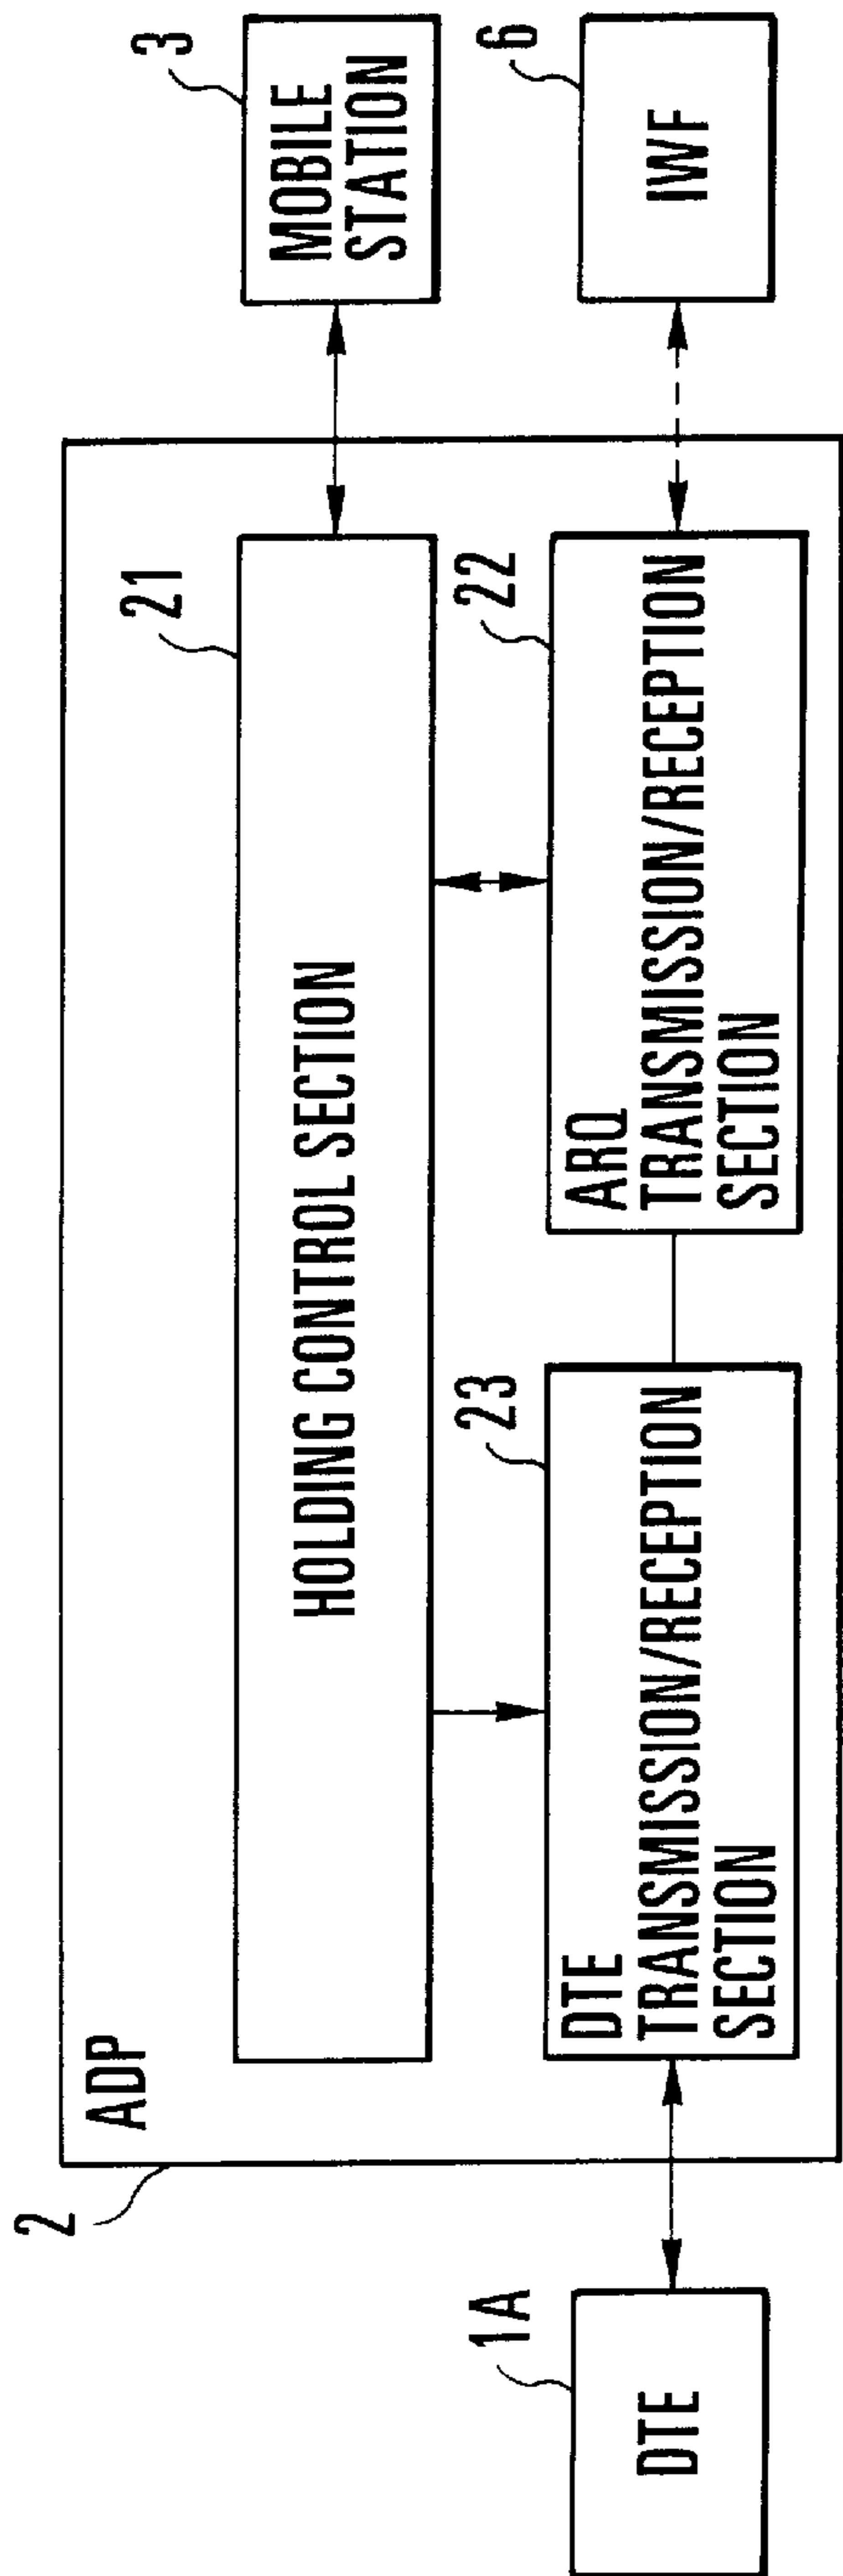 2
ADP
21
HOLDING CONTROL SECTION
3
MOBILE
STATION
1A
DTE
23
DTE
TRANSMISSION/RECEPTION
SECTION
22
ARQ
TRANSMISSION/RECEPTION
SECTION
6
IWF